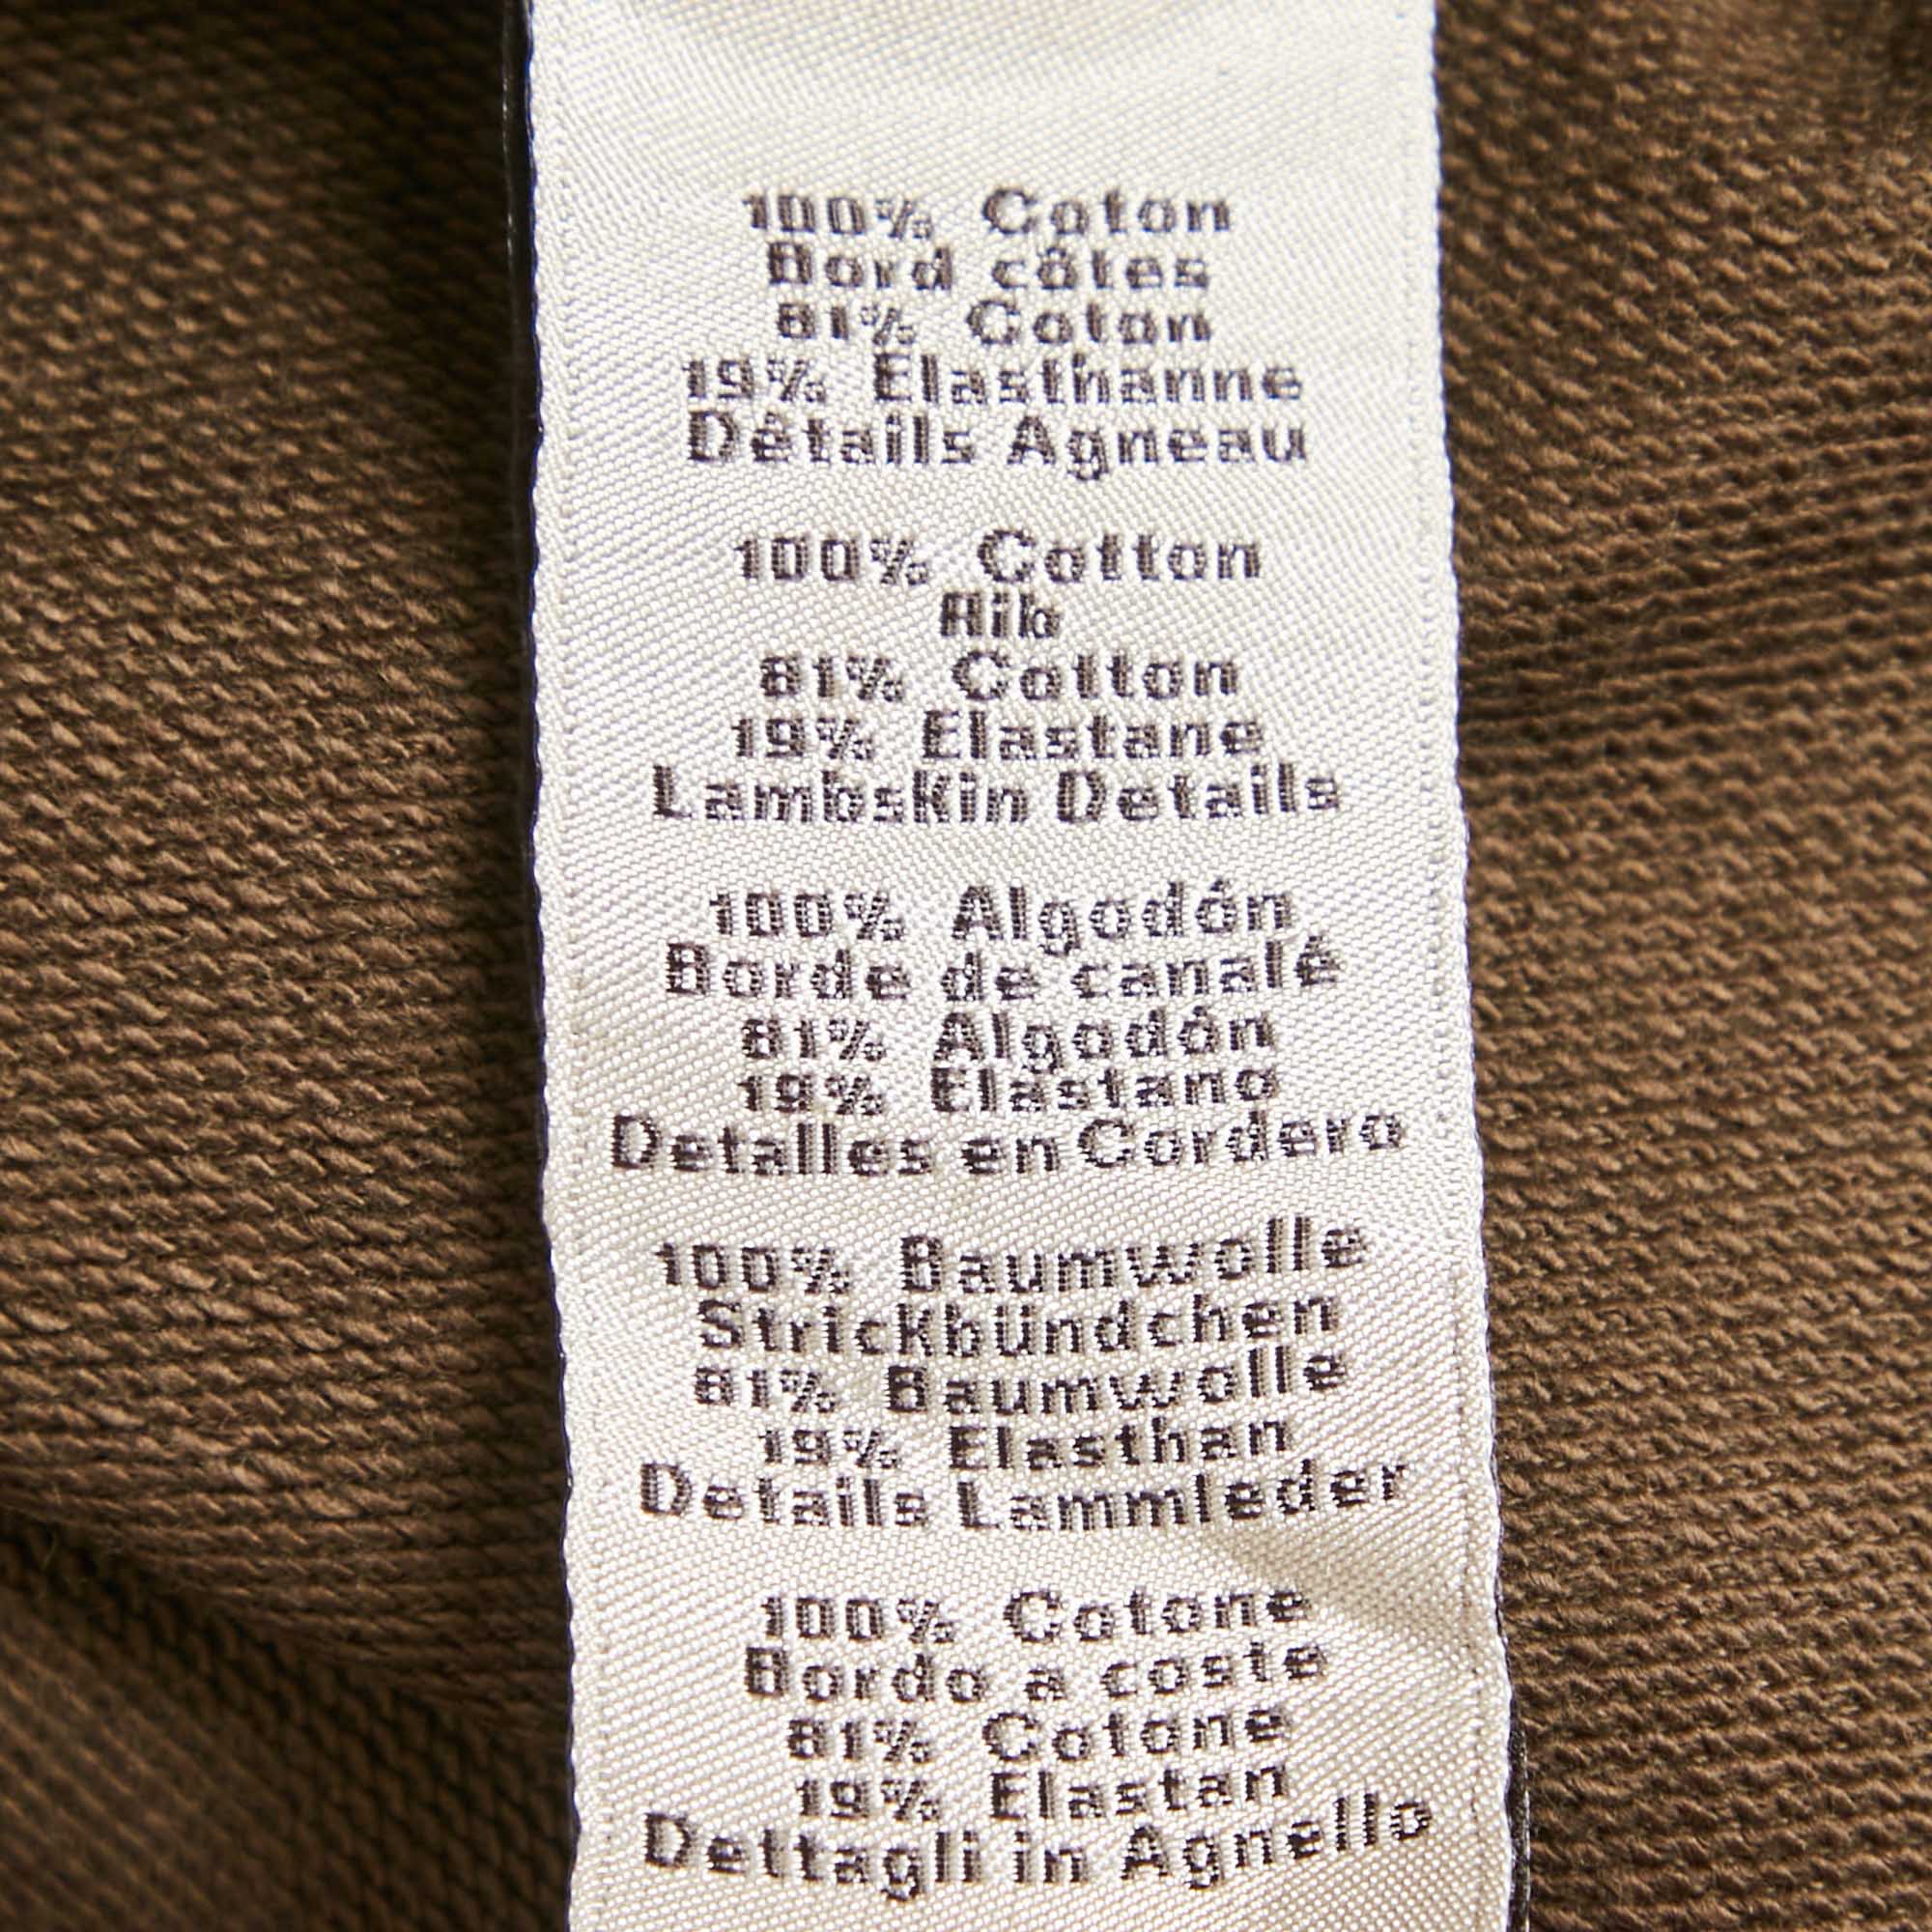 100% Coton
Bord côtes
81% Coton
19% Elasthanne
Détails Agneau
100% Cotton
Rib
81% Cotton
19% Elastane
Lambskin Details
100% Algodón
Borde de canalé
81% Algodón
19% Elastano
Detalles en Cordero
100% Baumwolle
Strickbündchen
81% Baumwolle
19% Elasthan
Details Lammleder
100% Cotone
Bordo a coste
81% Cotone
19% Elastan
Dettagli in Agnello